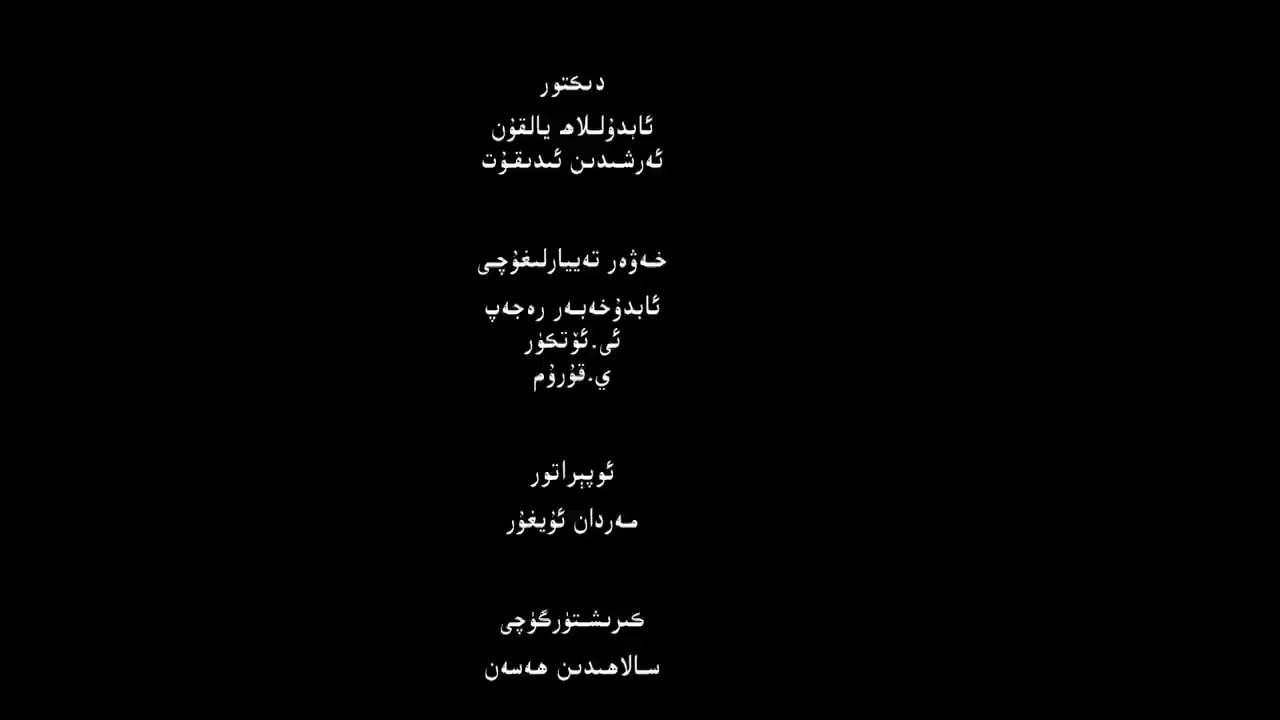 دىكتور
ئابدۇللاھ يالقۇن
ئەرشىدىن ئىدىقۇت
خەۋەر تەييارلىغۇچى
ئابدۇخەبەر رەجەپ
ئى.ئۆتكۈر
ي.قۇرۇم
ئوپېراتور
مەردان ئۇيغۇر
كىرىشتۈرگۈچى
سالاھىدىن ھەسەن